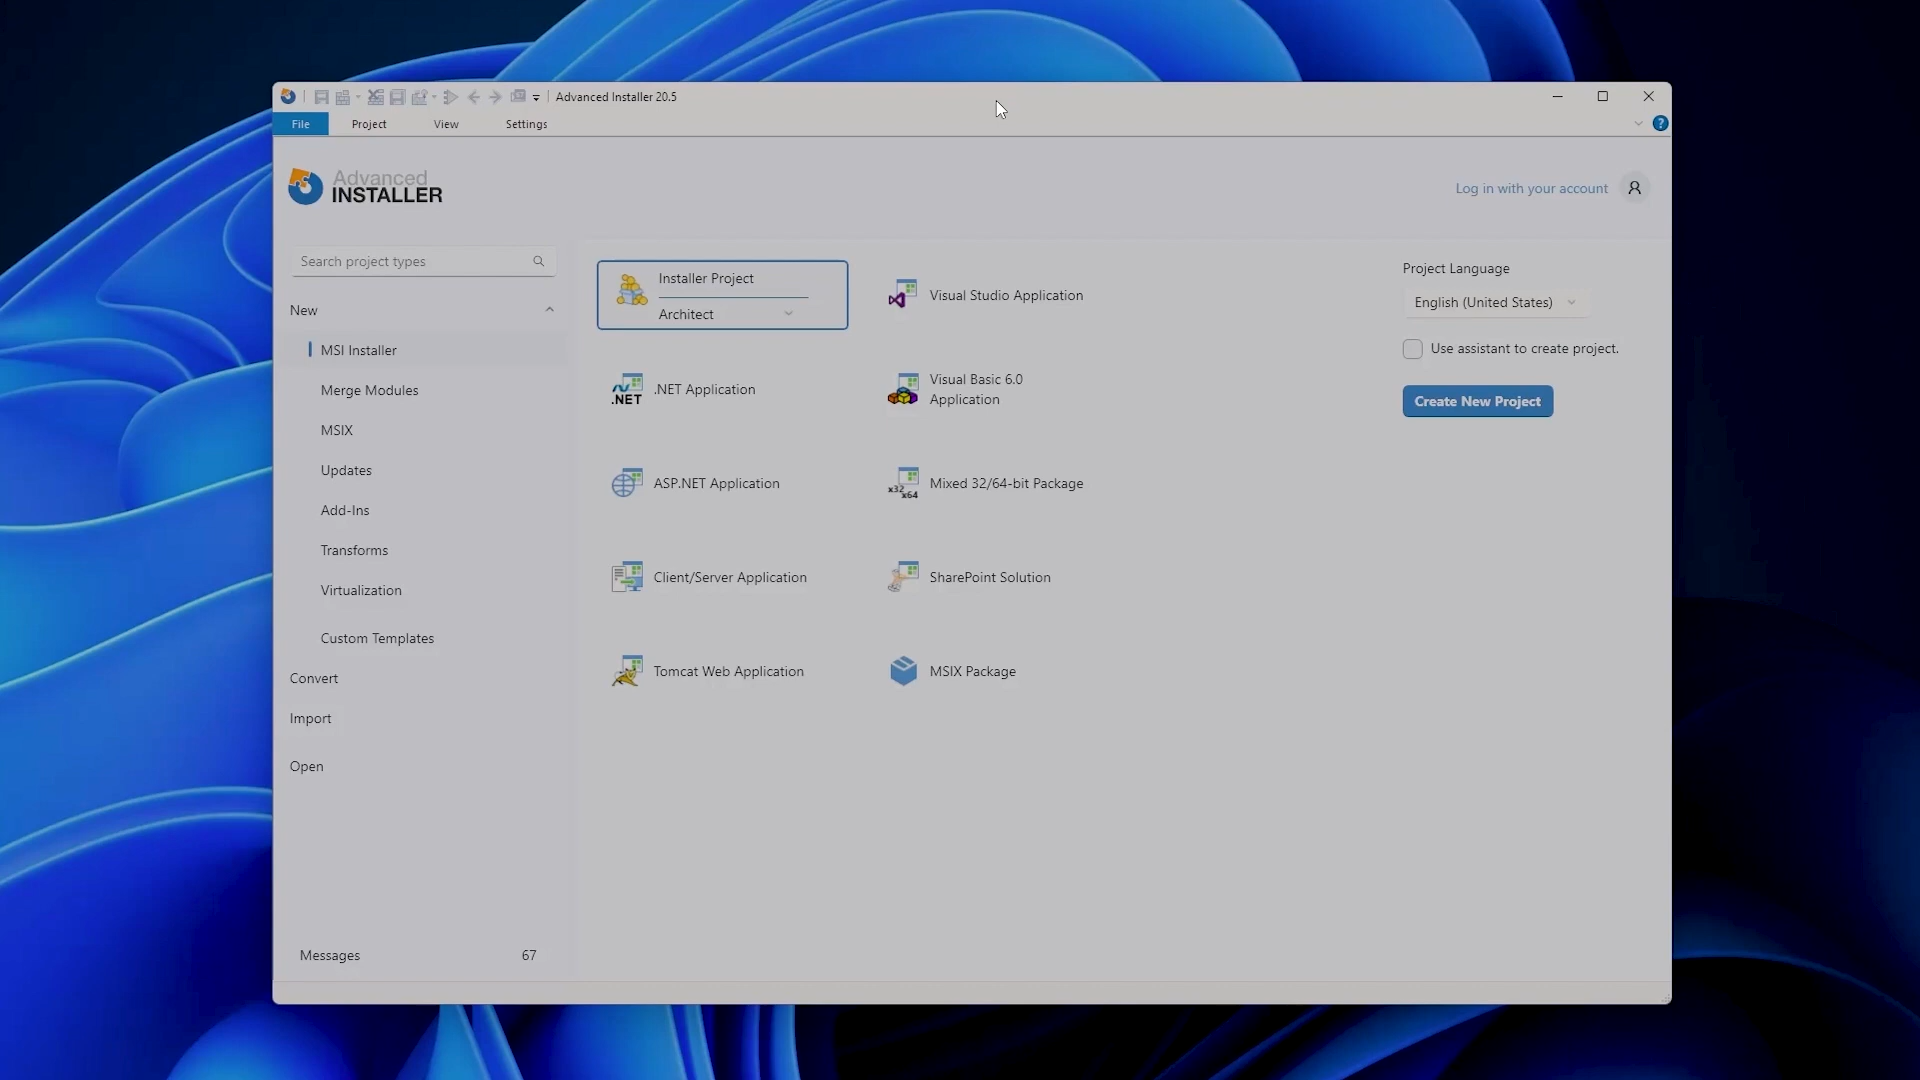 Advanced Installer 20.5
File
Project
View
Settings
?
Advanced
INSTALLER
Log in with your account
Search project types
New
MSI Installer
Merge Modules
MSIX
Updates
Add-Ins
Transforms
Virtualization
Custom Templates
Convert
Import
Open
Messages 67
Installer Project
Architect
Visual Studio Application
.NET
.NET Application
Visual Basic 6.0
Application
ASP.NET Application
x32
x64
Mixed 32/64-bit Package
Client/Server Application
SharePoint Solution
Tomcat Web Application
MSIX Package
Project Language
English (United States)
Use assistant to create project.
Create New Project